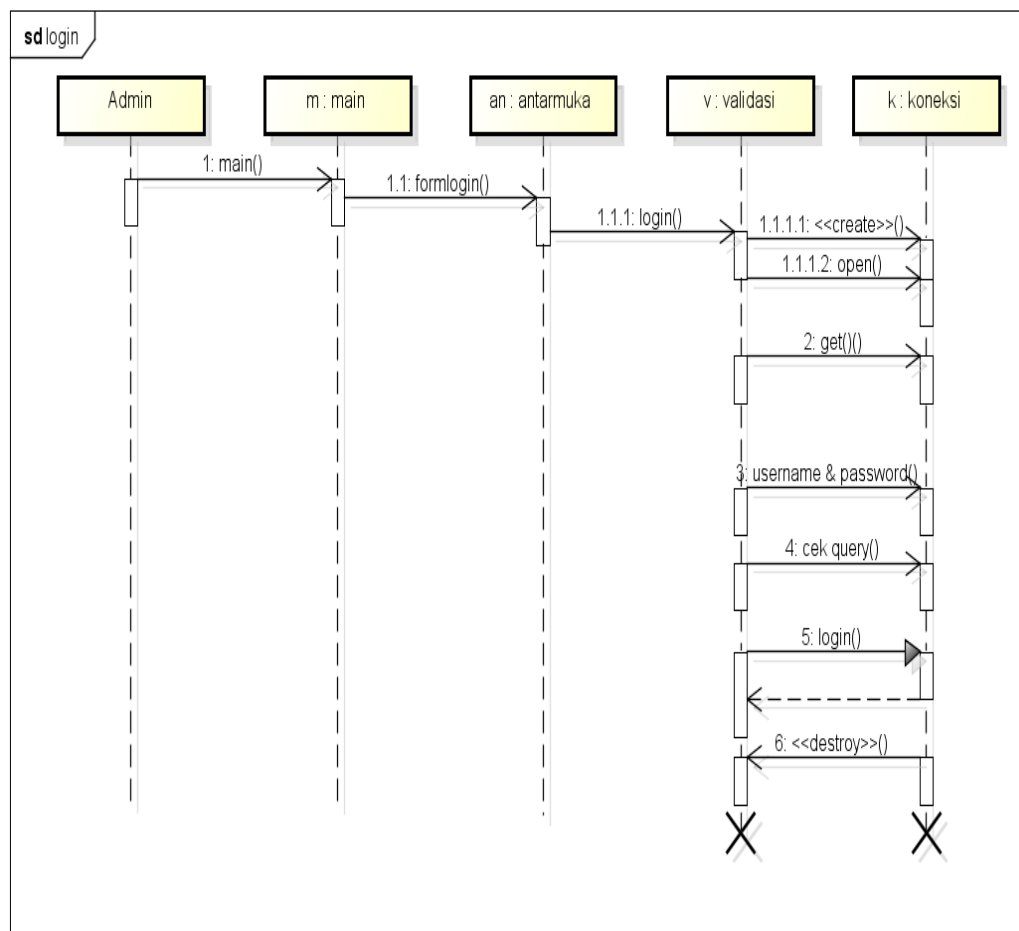 sd login
Admin
m : main
an : antarmuka
v : validasi
k : koneksi
1: main()
1.1: formlogin()
1.1.1: login()
1.1.1.1: <<create>>()
1.1.1.2: open()
2: get()()
3: username & password()
4: cek query()
5: login()
6: <<destroy>>()